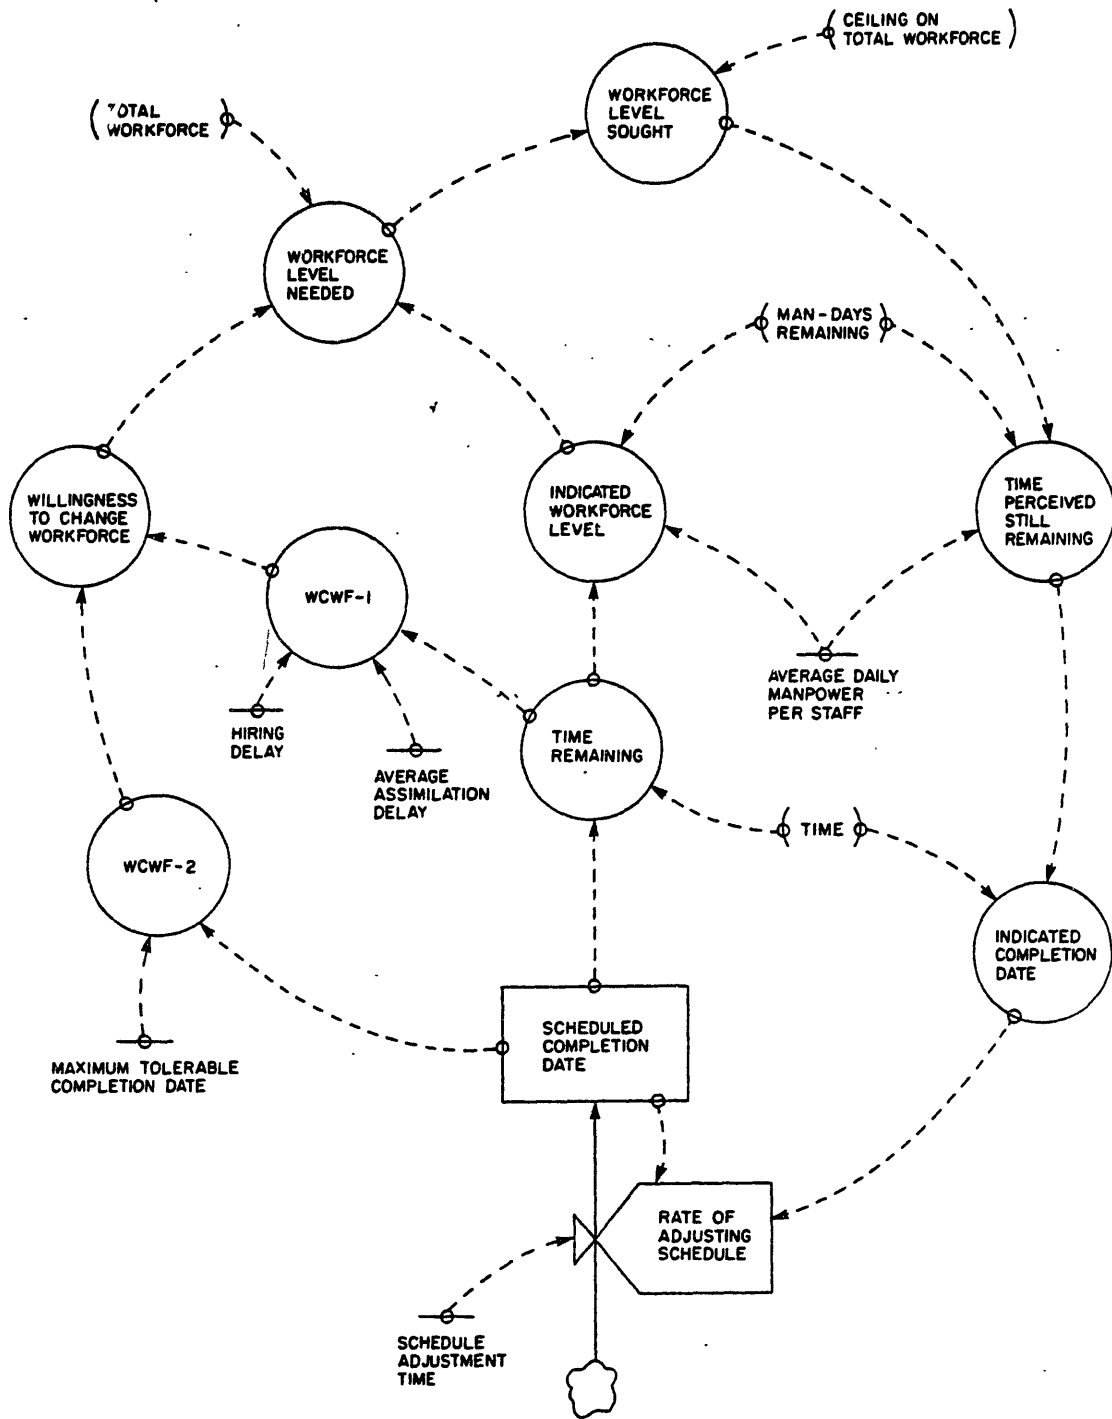 (CEILING ON
TOTAL WORKFORCE)
WORKFORCE
LEVEL
SOUGHT
(TOTAL
WORKFORCE)
WORKFORCE
LEVEL
NEEDED
(MAN-DAYS
REMAINING)
WILLINGNESS
TO CHANGE
WORKFORCE
INDICATED
WORKFORCE
LEVEL
TIME
PERCEIVED
STILL
REMAINING
WCWF-1
AVERAGE DAILY
MANPOWER
PER STAFF
HIRING
DELAY
TIME
REMAINING
AVERAGE
ASSIMILATION
DELAY
(TIME)
WCWF-2
INDICATED
COMPLETION
DATE
SCHEDULED
COMPLETION
DATE
MAXIMUM TOLERABLE
COMPLETION DATE
RATE OF
ADJUSTING
SCHEDULE
SCHEDULE
ADJUSTMENT
TIME